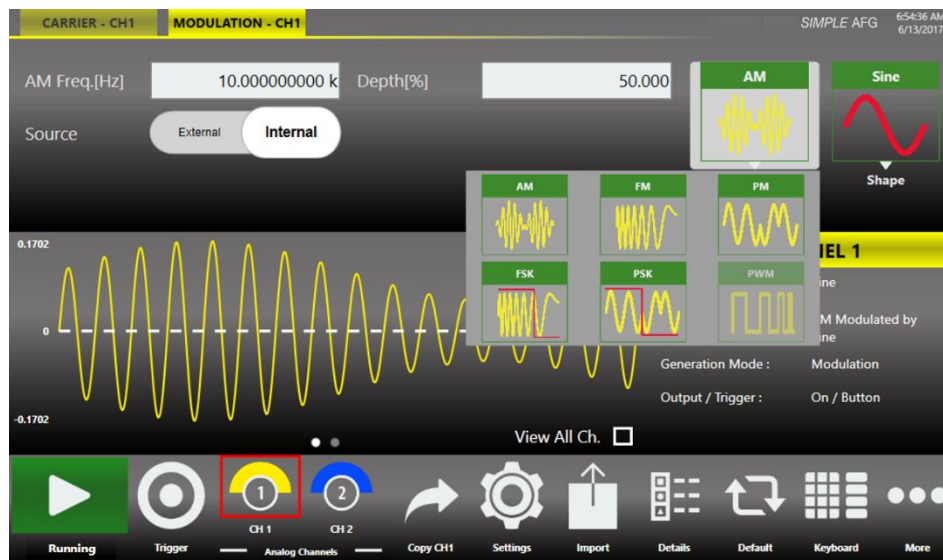 CARRIER - CH1 MODULATION - CH1 SIMPLE AFG 6:54:36 AM
6/13/2017
AM Freq.[Hz] 10.000000000 k Depth[%] 50.000 AM Sine
Source External Internal
Shape
AM FM PM
FSK PSK PWM
0.1702
0
-0.1702
IEL 1
ine
M Modulated by
ine
Generation Mode : Modulation
Output / Trigger : On / Button
View All Ch.
1 2
CH 1 CH 2
Running Trigger Analog Channels Copy CH1 Settings Import Details Default Keyboard More